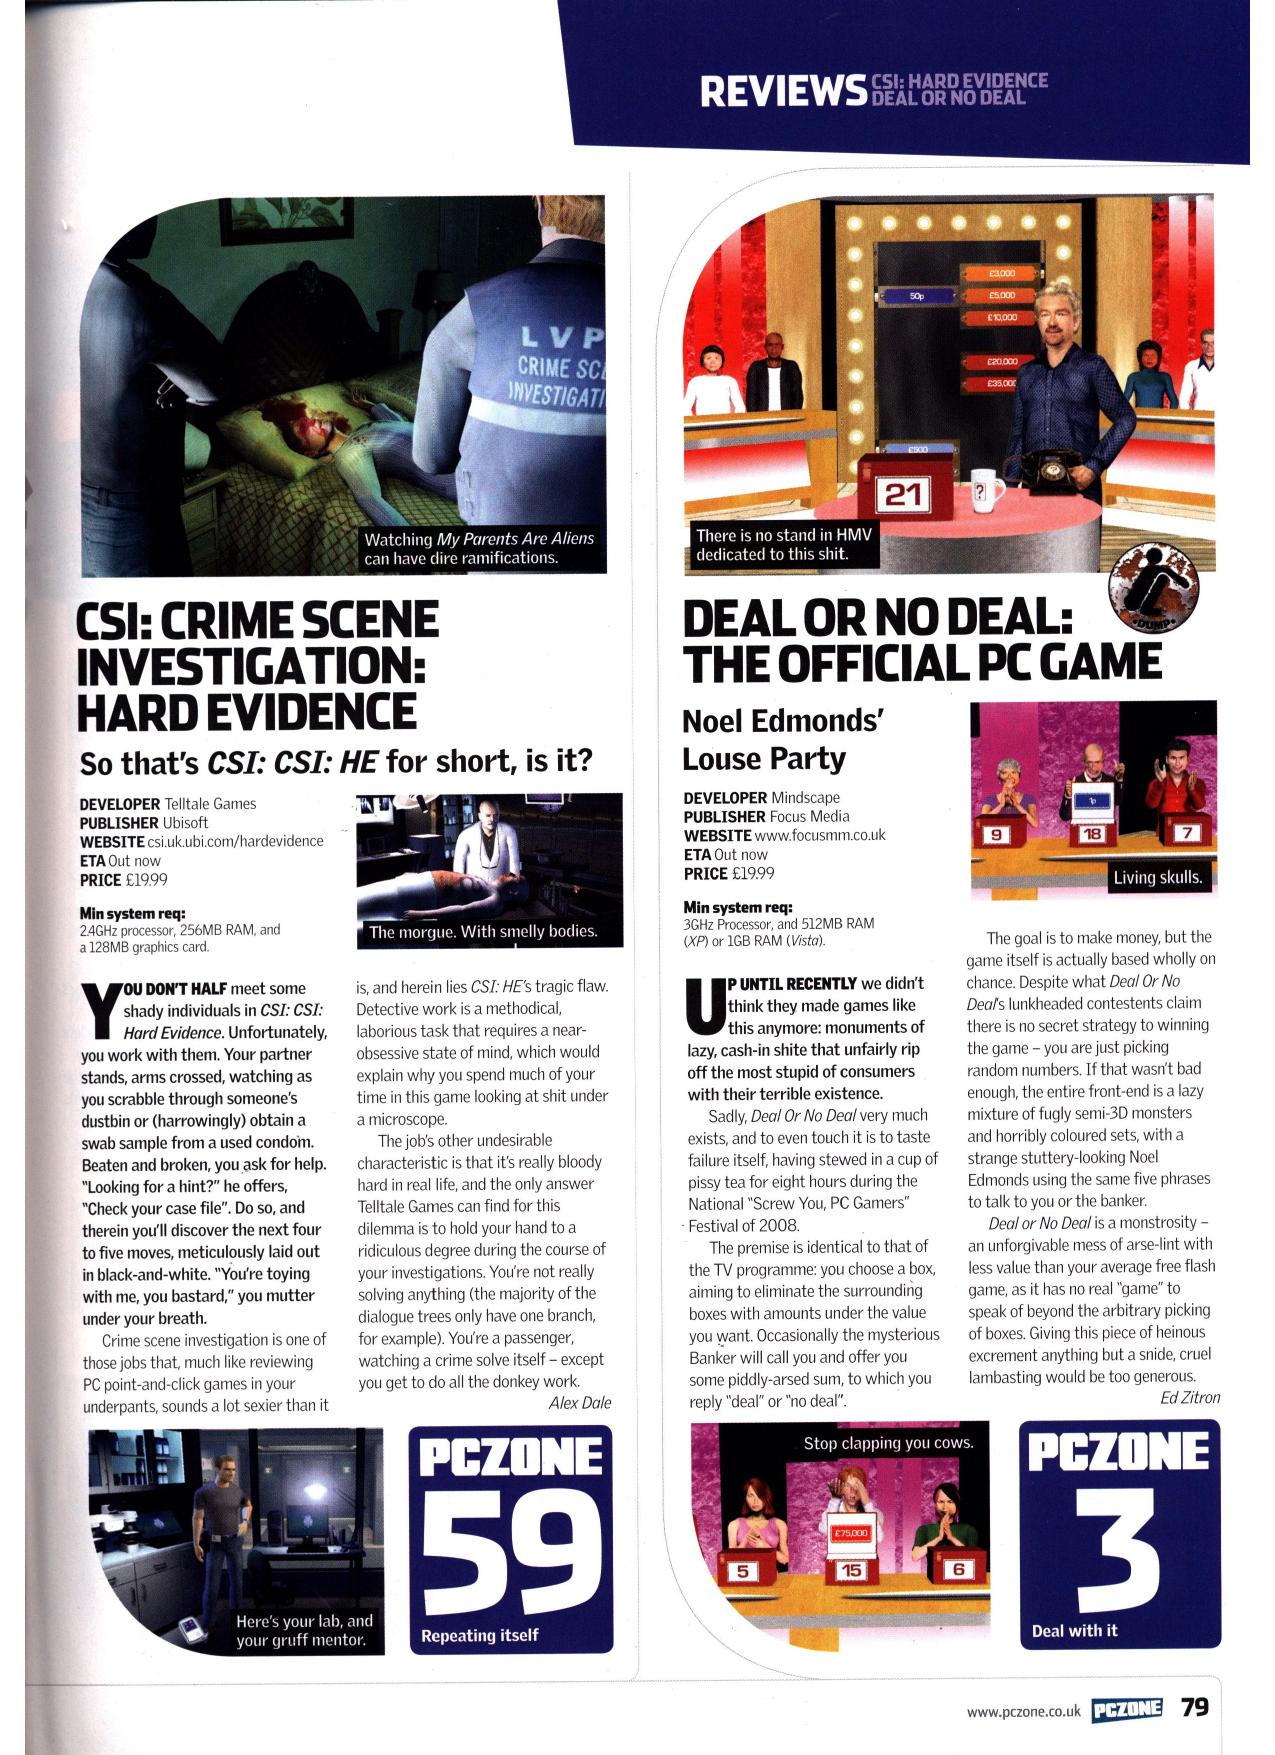 REVIEWS CSI: HARD EVIDENCE
DEAL OR NO DEAL
L V P
CRIME SC
INVESTIGATI
Watching My Parents Are Aliens
can have dire ramifications.
CSI: CRIME SCENE
INVESTIGATION:
HARD EVIDENCE
So that's CSI: CSI: HE for short, is it?
DEVELOPER Telltale Games
PUBLISHER Ubisoft
WEBSITE csi.uk.ubi.com/hardevidence
ETA Out now
PRICE £19.99
Min system req:
2.4GHz processor, 256MB RAM, and
a 128MB graphics card.
The morgue. With smelly bodies.
YOU DON'T HALF meet some
shady individuals in CSI: CSI:
Hard Evidence. Unfortunately,
you work with them. Your partner
stands, arms crossed, watching as
you scrabble through someone's
dustbin or (harrowingly) obtain a
swab sample from a used condom.
Beaten and broken, you ask for help.
"Looking for a hint?" he offers,
"Check your case file". Do so, and
therein you'll discover the next four
to five moves, meticulously laid out
in black-and-white. "You're toying
with me, you bastard," you mutter
under your breath.
Crime scene investigation is one of
those jobs that, much like reviewing
PC point-and-click games in your
underpants, sounds a lot sexier than it
is, and herein lies CSI: HE's tragic flaw.
Detective work is a methodical,
laborious task that requires a near-
obsessive state of mind, which would
explain why you spend much of your
time in this game looking at shit under
a microscope.
The job's other undesirable
characteristic is that it's really bloody
hard in real life, and the only answer
Telltale Games can find for this
dilemma is to hold your hand to a
ridiculous degree during the course of
your investigations. You're not really
solving anything (the majority of the
dialogue trees only have one branch,
for example). You're a passenger,
watching a crime solve itself – except
you get to do all the donkey work.
Alex Dale
Here's your lab, and
your gruff mentor.
PCZONE
59
Repeating itself
£3,000
50p
£5,000
£10,000
£20,000
£35,000
£500
21
?
There is no stand in HMV
dedicated to this shit.
•DUMP•
DEAL OR NO DEAL:
THE OFFICIAL PC GAME
Noel Edmonds'
Louse Party
DEVELOPER Mindscape
PUBLISHER Focus Media
WEBSITE www.focusmm.co.uk
ETA Out now
PRICE £19.99
Min system req:
3GHz Processor, and 512MB RAM
(XP) or 1GB RAM (Vista).
1p
9
18
7
Living skulls.
UP UNTIL RECENTLY we didn't
think they made games like
this anymore: monuments of
lazy, cash-in shite that unfairly rip
off the most stupid of consumers
with their terrible existence.
Sadly, Deal Or No Deal very much
exists, and to even touch it is to taste
failure itself, having stewed in a cup of
pissy tea for eight hours during the
National "Screw You, PC Gamers"
Festival of 2008.
The premise is identical to that of
the TV programme: you choose a box,
aiming to eliminate the surrounding
boxes with amounts under the value
you want. Occasionally the mysterious
Banker will call you and offer you
some piddly-arsed sum, to which you
reply "deal" or "no deal".
The goal is to make money, but the
game itself is actually based wholly on
chance. Despite what Deal Or No
Deal's lunkheaded contestents claim
there is no secret strategy to winning
the game – you are just picking
random numbers. If that wasn't bad
enough, the entire front-end is a lazy
mixture of fugly semi-3D monsters
and horribly coloured sets, with a
strange stuttery-looking Noel
Edmonds using the same five phrases
to talk to you or the banker.
Deal or No Deal is a monstrosity –
an unforgivable mess of arse-lint with
less value than your average free flash
game, as it has no real "game" to
speak of beyond the arbitrary picking
of boxes. Giving this piece of heinous
excrement anything but a snide, cruel
lambasting would be too generous.
Ed Zitron
Stop clapping you cows.
£75,000
5
15
6
PCZONE
3
Deal with it
www.pczone.co.uk PCZONE 79